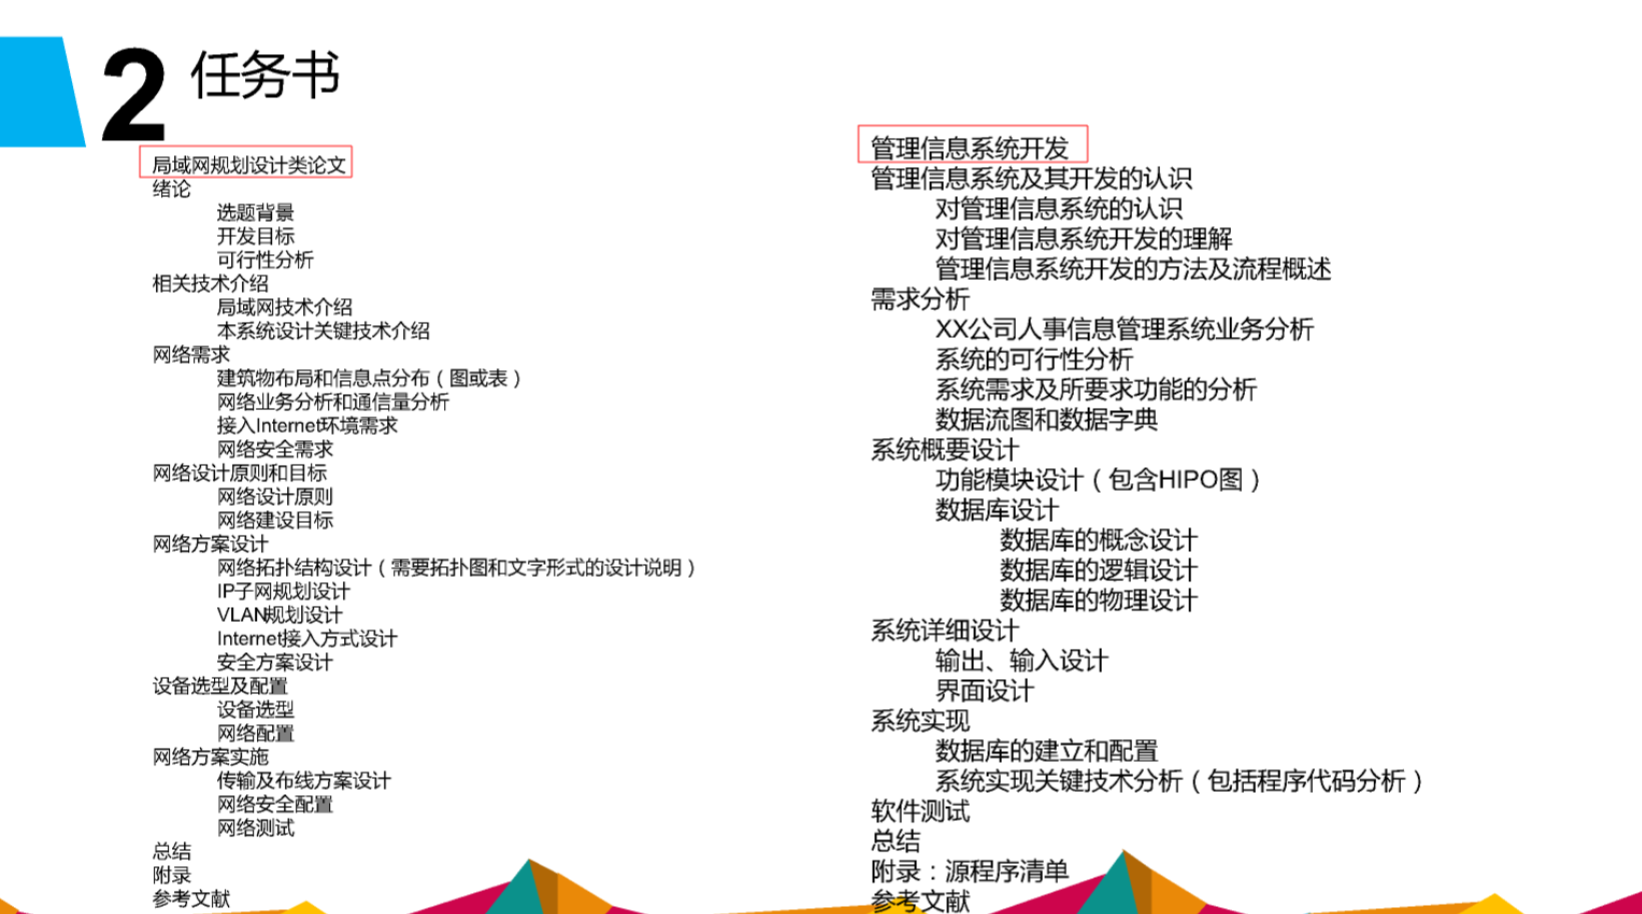 2
任务书
局域网规划设计类论文
绪论
选题背景
开发目标
可行性分析
相关技术介绍
局域网技术介绍
本系统设计关键技术介绍
网络需求
建筑物布局和信息点分布（图或表）
网络业务分析和通信量分析
接入Internet环境需求
网络安全需求
网络设计原则和目标
网络设计原则
网络建设目标
网络方案设计
网络拓扑结构设计（需要拓扑图和文字形式的设计说明）
IP子网规划设计
VLAN规划设计
Internet接入方式设计
安全方案设计
设备选型及配置
设备选型
网络配置
网络方案实施
传输及布线方案设计
网络安全配置
网络测试
总结
附录
参考文献
管理信息系统开发
管理信息系统及其开发的认识
对管理信息系统的认识
对管理信息系统开发的理解
管理信息系统开发的方法及流程概述
需求分析
XX公司人事信息管理系统业务分析
系统的可行性分析
系统需求及所要求功能的分析
数据流图和数据字典
系统概要设计
功能模块设计（包含HIPO图）
数据库设计
数据库的概念设计
数据库的逻辑设计
数据库的物理设计
系统详细设计
输出、输入设计
界面设计
系统实现
数据库的建立和配置
系统实现关键技术分析（包括程序代码分析）
软件测试
总结
附录：源程序清单
参考文献